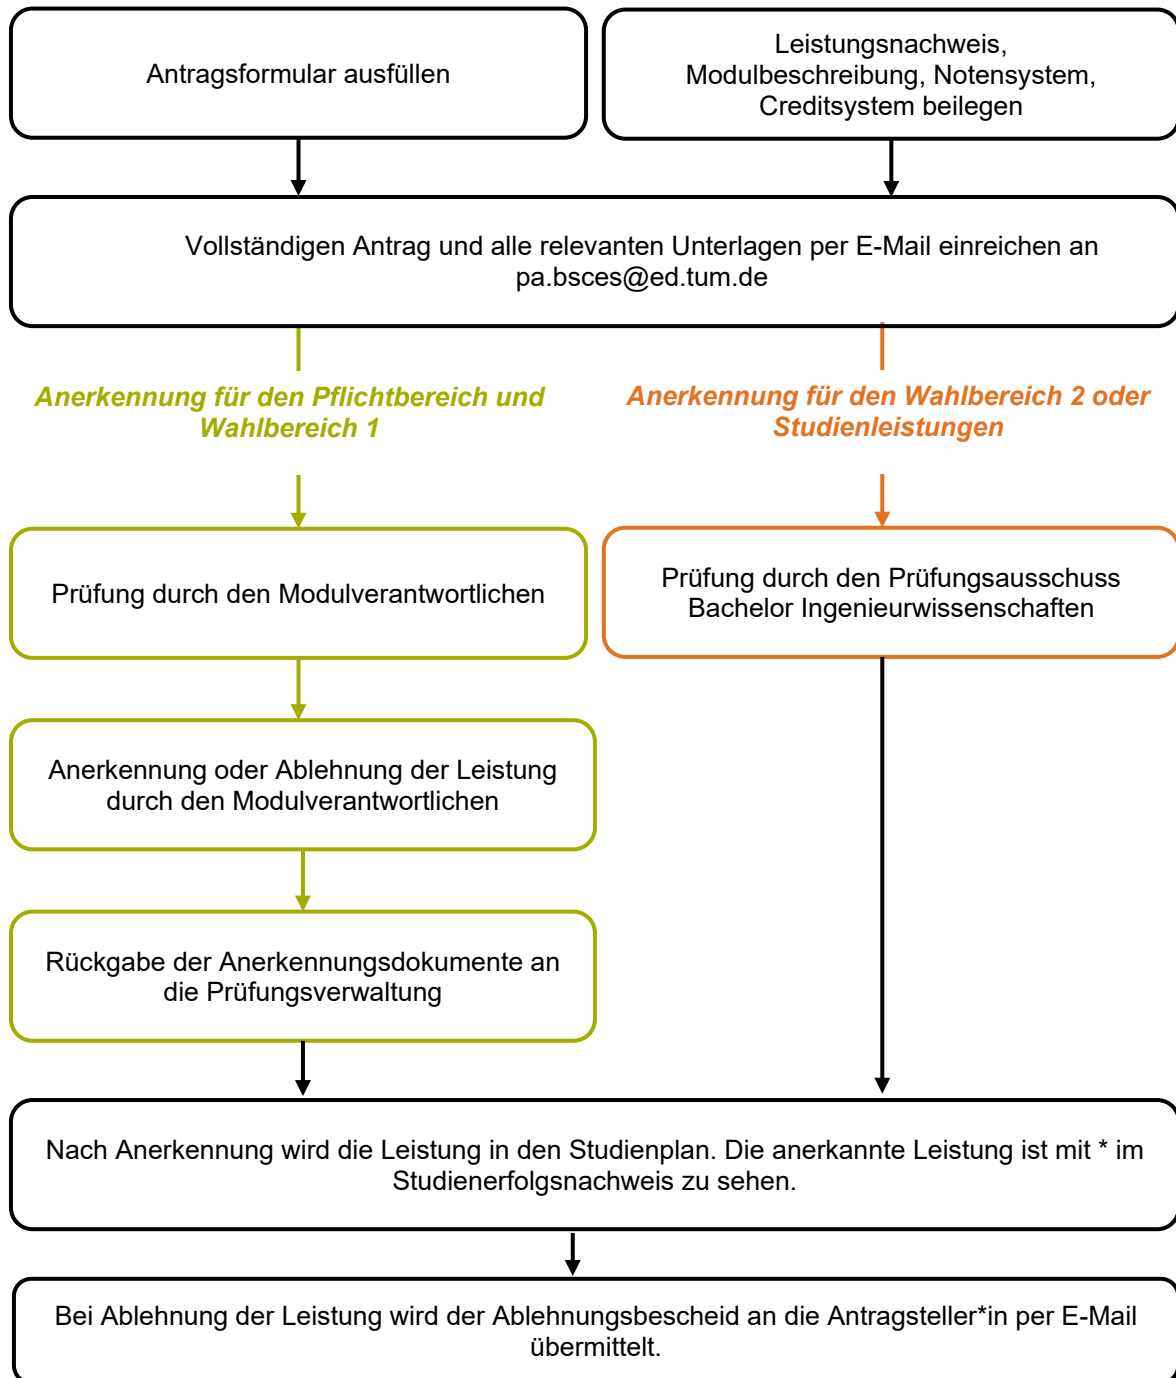 Antragsformular ausfüllen
Leistungsnachweis,
Modulbeschreibung, Notensystem,
Creditsystem beilegen
Vollständigen Antrag und alle relevanten Unterlagen per E-Mail einreichen an
pa.bsces@ed.tum.de
Anerkennung für den Pflichtbereich und
Wahlbereich 1
Anerkennung für den Wahlbereich 2 oder
Studienleistungen
Prüfung durch den Modulverantwortlichen
Prüfung durch den Prüfungsausschuss
Bachelor Ingenieurwissenschaften
Anerkennung oder Ablehnung der Leistung
durch den Modulverantwortlichen
Rückgabe der Anerkennungsdokumente an
die Prüfungsverwaltung
Nach Anerkennung wird die Leistung in den Studienplan. Die anerkannte Leistung ist mit * im
Studienerfolgsnachweis zu sehen.
Bei Ablehnung der Leistung wird der Ablehnungsbescheid an die Antragsteller*in per E-Mail
übermittelt.